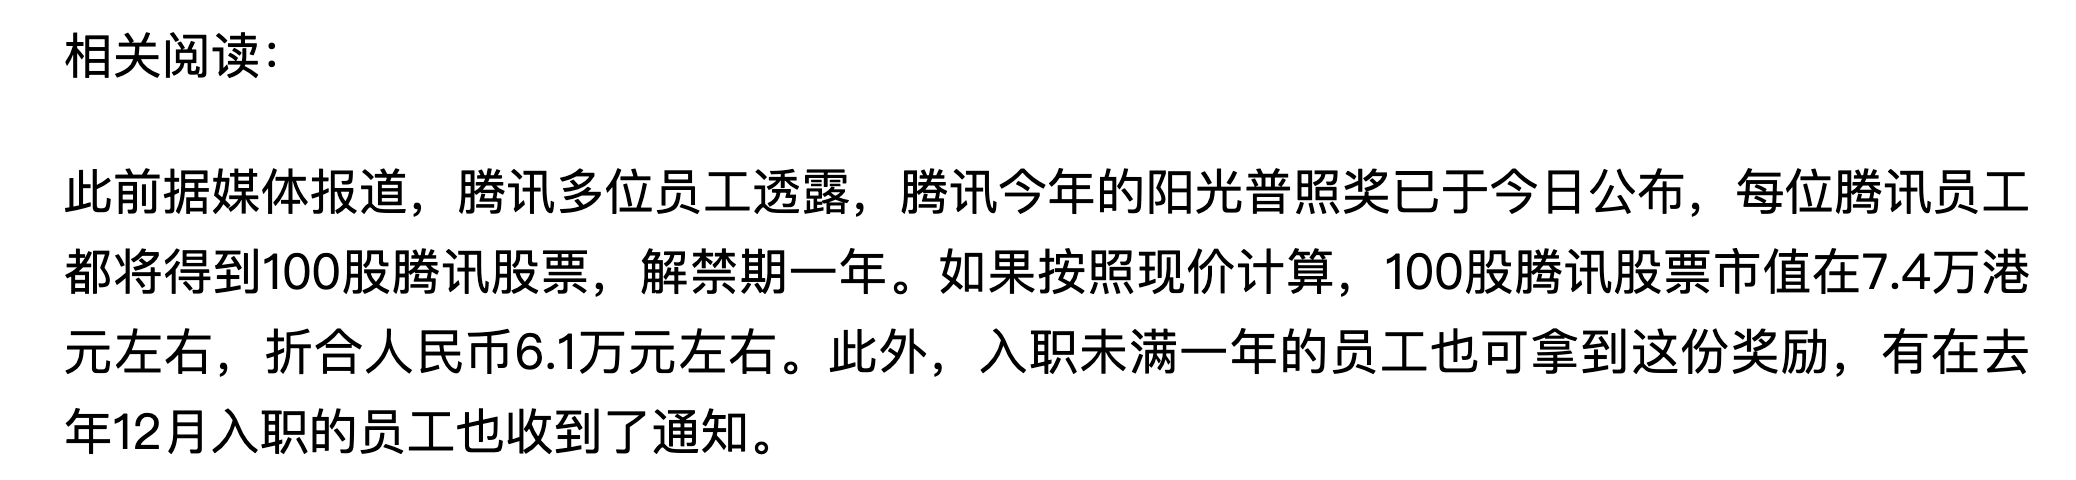 相关阅读：
此前据媒体报道，腾讯多位员工透露，腾讯今年的阳光普照奖已于今日公布，每位腾讯员工
都将得到100股腾讯股票，解禁期一年。如果按照现价计算，100股腾讯股票市值在7.4万港
元左右，折合人民币6.1万元左右。此外，入职未满一年的员工也可拿到这份奖励，有在去
年12月入职的员工也收到了通知。